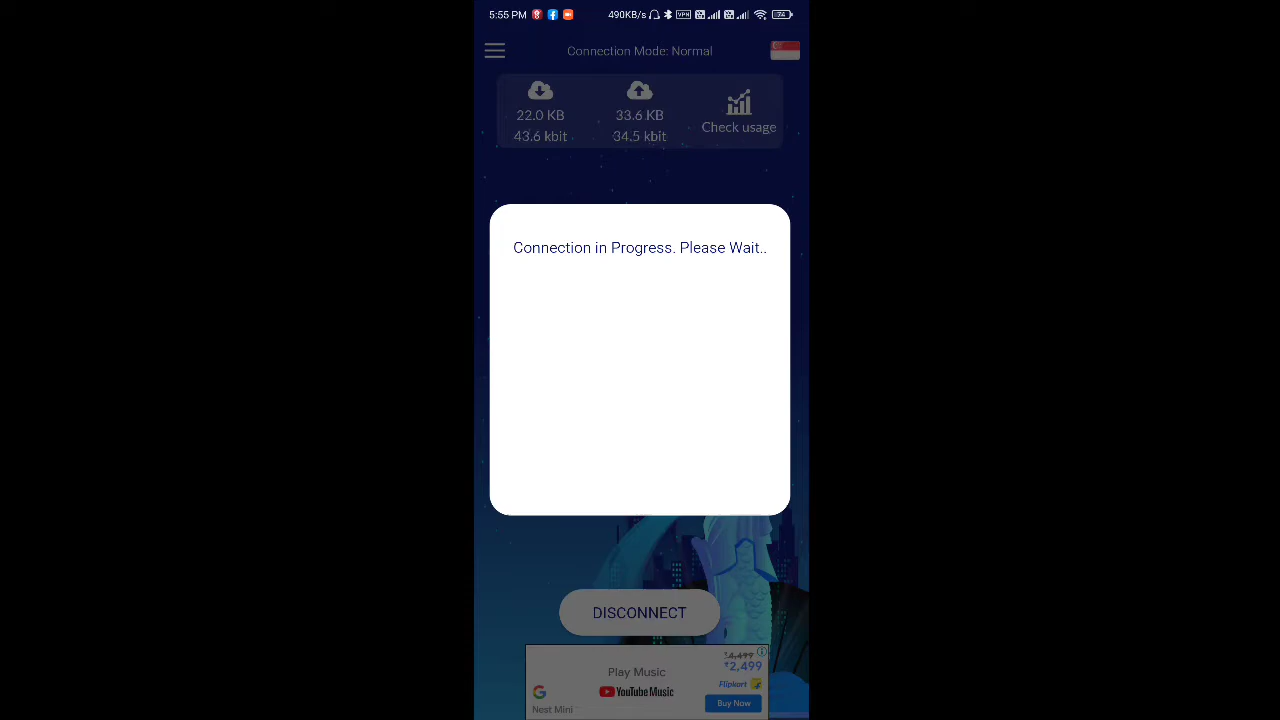 5:55 PM 490KB/s VPN 74
Connection Mode: Normal
22.0 KB 33.6 KB
43.6 kbit 34.5 kbit Check usage
Connection in Progress. Please Wait..
DISCONNECT
₹4,499
Play Music ₹2,499
YouTube Music Flipkart
Nest Mini Buy Now